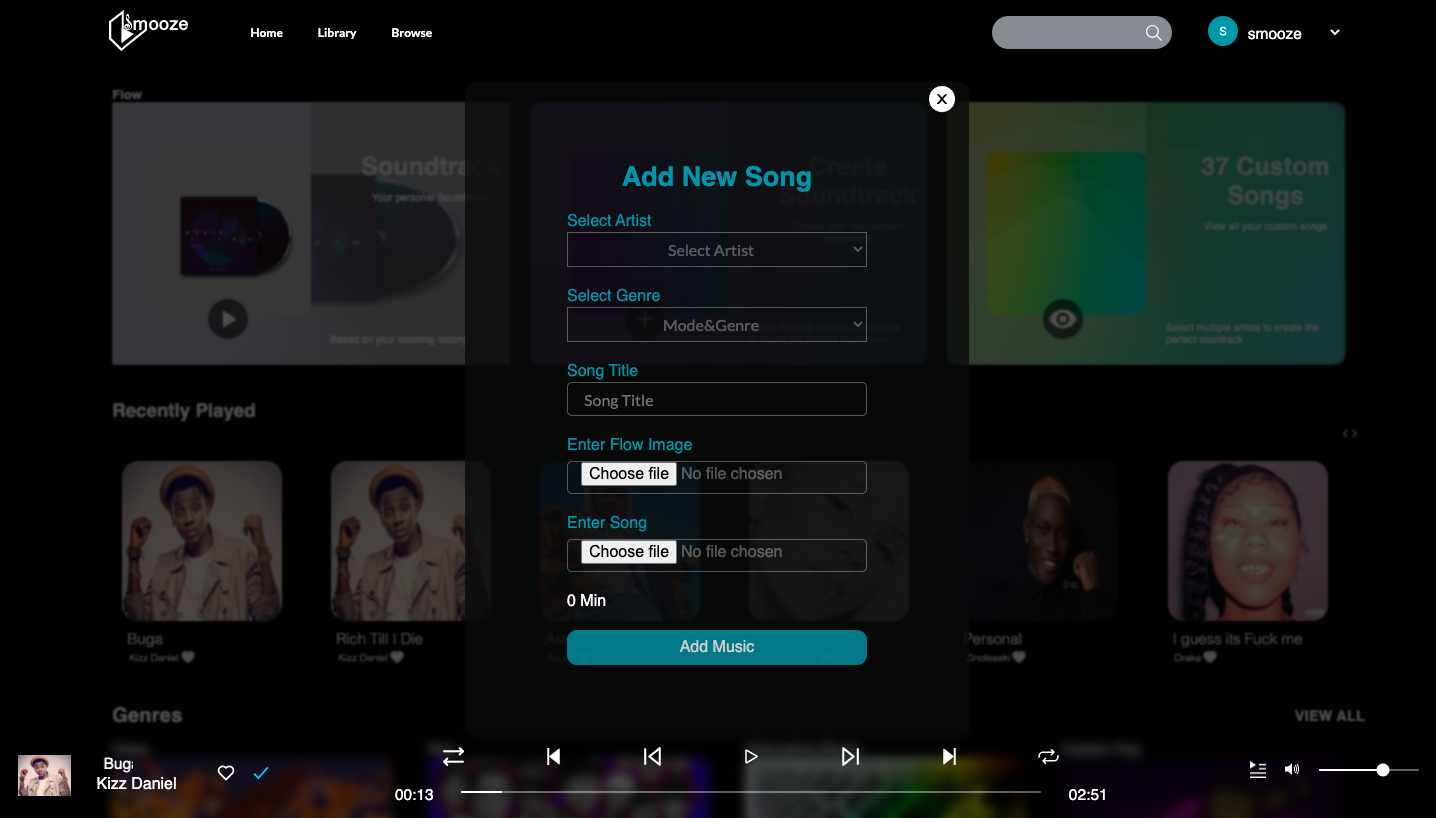 Smooze
Home
Library
Browse
S
smooze
Flow
X
Soundtrack
Your personal Soundtrack
Based on your listening history
Create
Soundtrack
37 Custom
Songs
View all your custom songs
Select multiple artists to create the
perfect sountrack
Add New Song
Select Artist
Select Artist
Select Genre
Mode&Genre
Song Title
Song Title
Enter Flow Image
Choose file No file chosen
Enter Song
Choose file No file chosen
0 Min
Add Music
Recently Played
Buga
Kizz Daniel
Rich Till I Die
Kizz Daniel
Personal
Znoleeski
I guess its Fuck me
Drake
Genres
VIEW ALL
Buga
Kizz Daniel
00:13
02:51